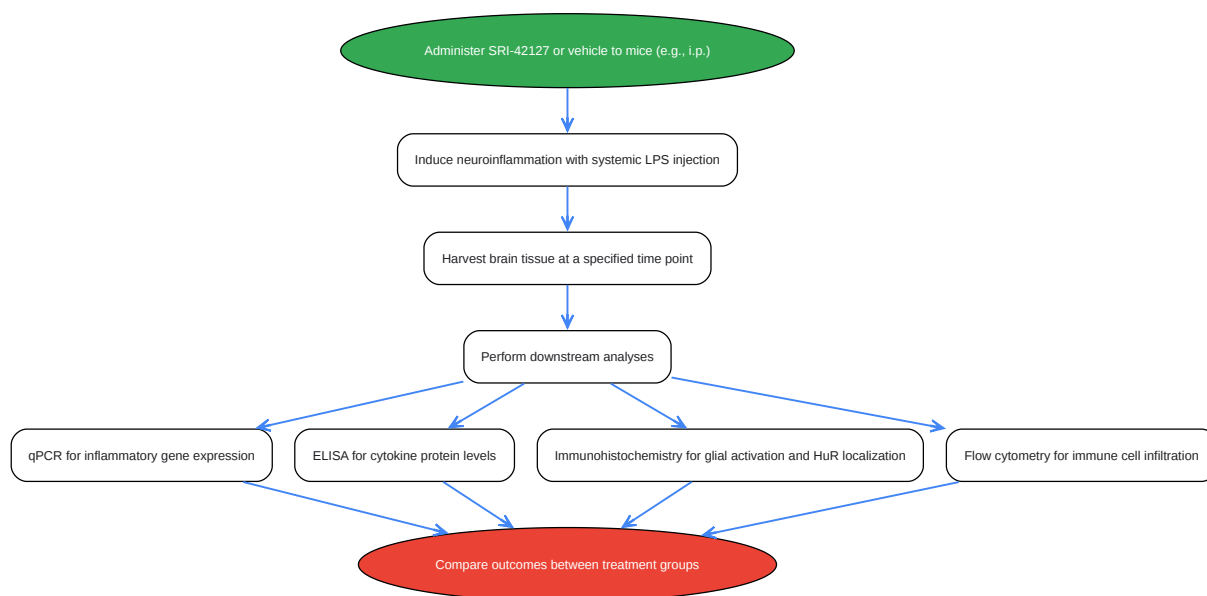 Administer SRI-42127 or vehicle to mice (e.g., i.p.)
Induce neuroinflammation with systemic LPS injection
Harvest brain tissue at a specified time point
Perform downstream analyses
qPCR for inflammatory gene expression
ELISA for cytokine protein levels
Immunohistochemistry for glial activation and HuR localization
Flow cytometry for immune cell infiltration
Compare outcomes between treatment groups